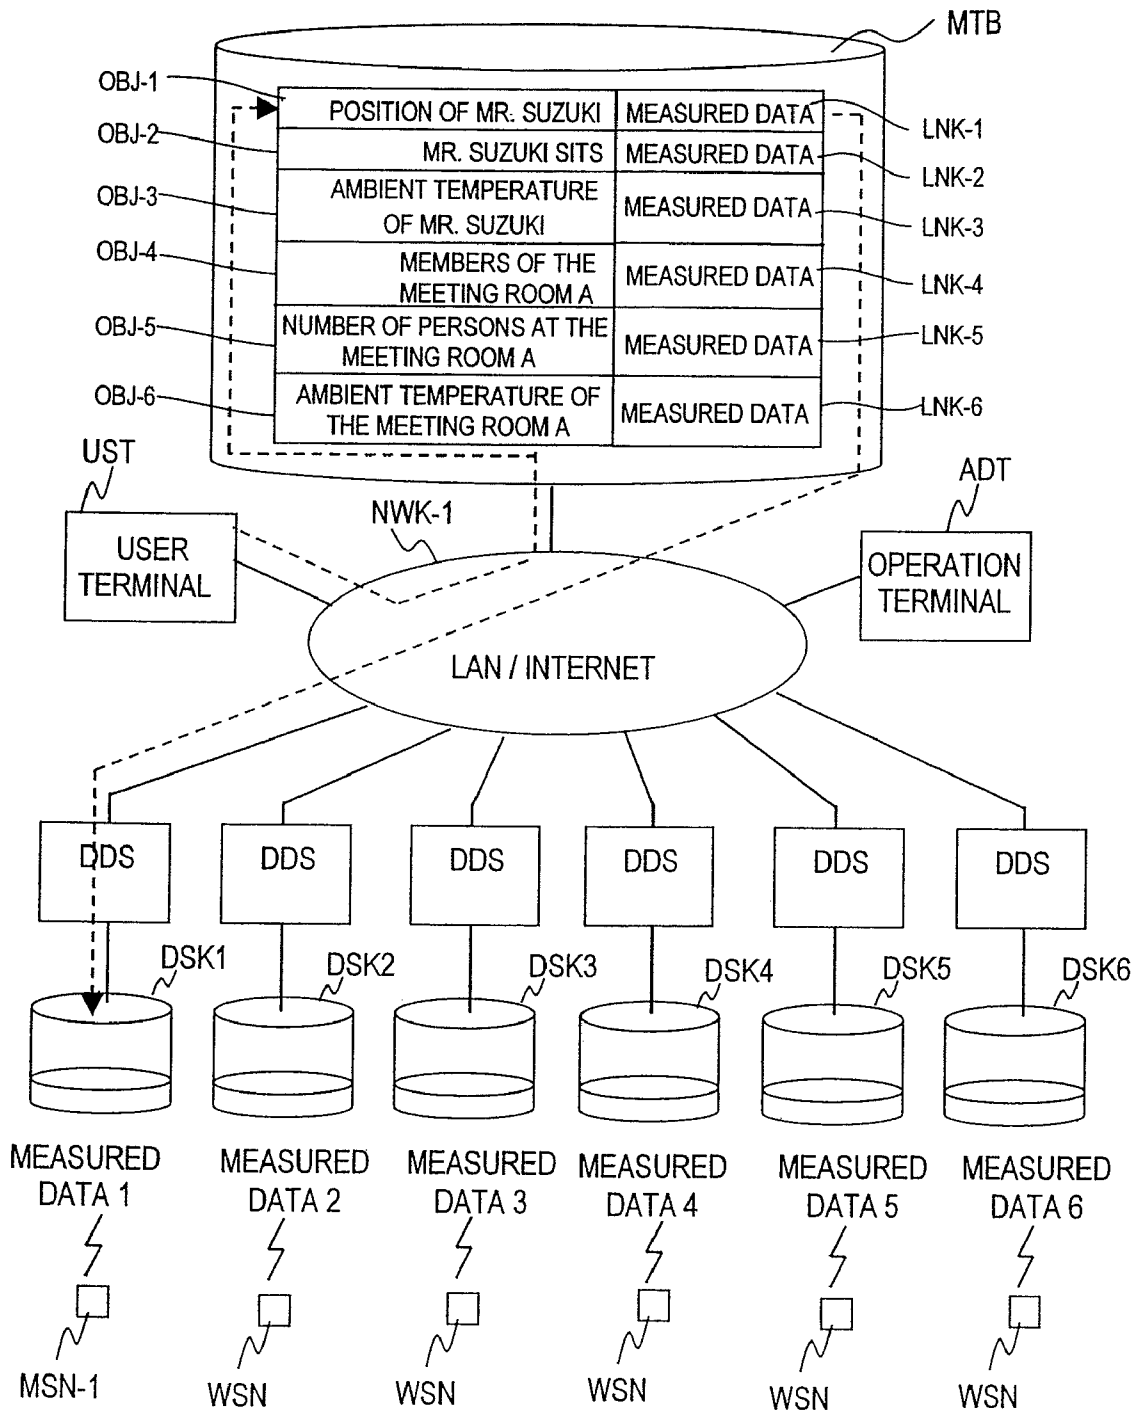 MTB
OBJ-1
POSITION OF MR. SUZUKI
MEASURED DATA
LNK-1
OBJ-2
MR. SUZUKI SITS
MEASURED DATA
LNK-2
OBJ-3
AMBIENT TEMPERATURE
OF MR. SUZUKI
MEASURED DATA
LNK-3
OBJ-4
MEMBERS OF THE
MEETING ROOM A
MEASURED DATA
LNK-4
OBJ-5
NUMBER OF PERSONS AT THE
MEETING ROOM A
MEASURED DATA
LNK-5
OBJ-6
AMBIENT TEMPERATURE OF
THE MEETING ROOM A
MEASURED DATA
LNK-6
UST
USER
TERMINAL
NWK-1
ADT
OPERATION
TERMINAL
LAN / INTERNET
DDS
DDS
DDS
DDS
DDS
DDS
DSK1
DSK2
DSK3
DSK4
DSK5
DSK6
MEASURED
DATA 1
MEASURED
DATA 2
MEASURED
DATA 3
MEASURED
DATA 4
MEASURED
DATA 5
MEASURED
DATA 6
MSN-1
WSN
WSN
WSN
WSN
WSN